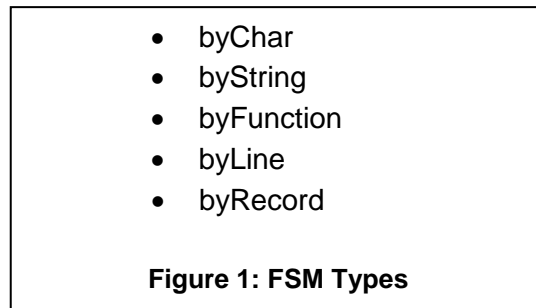 • byChar
• byString
• byFunction
• byLine
• byRecord
Figure 1: FSM Types